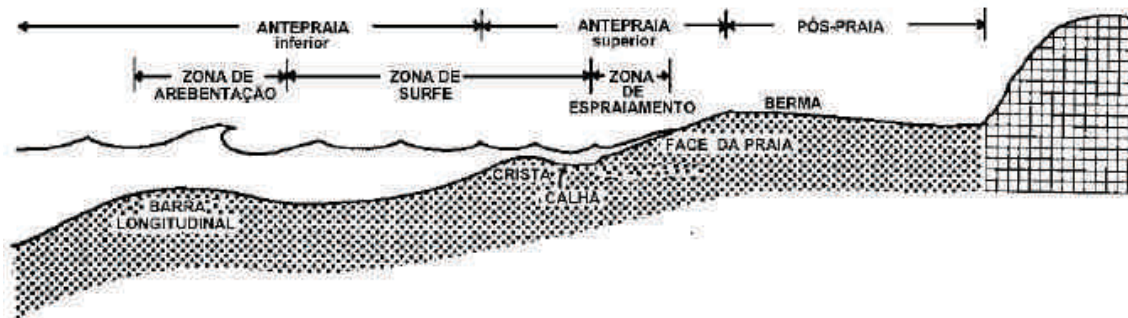 ANTEPRAIA
inferior
ANTEPRAIA
superior
PÓS-PRAIA
ZONA DE
AREBENTAÇÃO
ZONA DE
SURFE
ZONA
DE
ESPRAIAMENTO
BERMA
FACE DA PRAIA
CRISTA
CALHA
BARRA
LONGITUDINAL